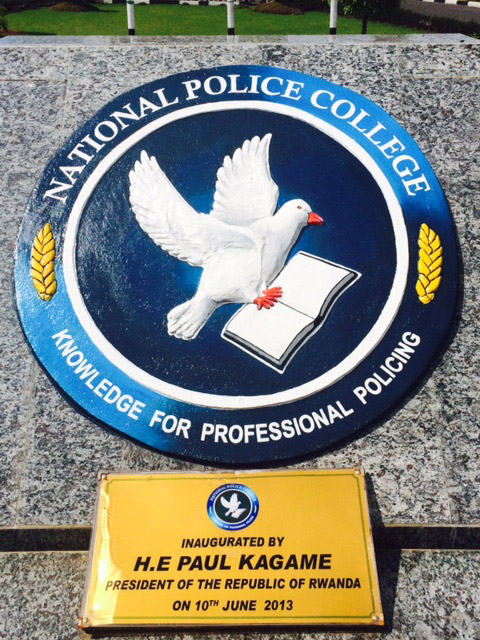 NATIONAL POLICE COLLEGE
KNOWLEDGE FOR PROFESSIONAL POLICING
INAUGURATED BY
H.E PAUL KAGAME
PRESIDENT OF THE REPUBLIC OF RWANDA
ON 10TH JUNE 2013